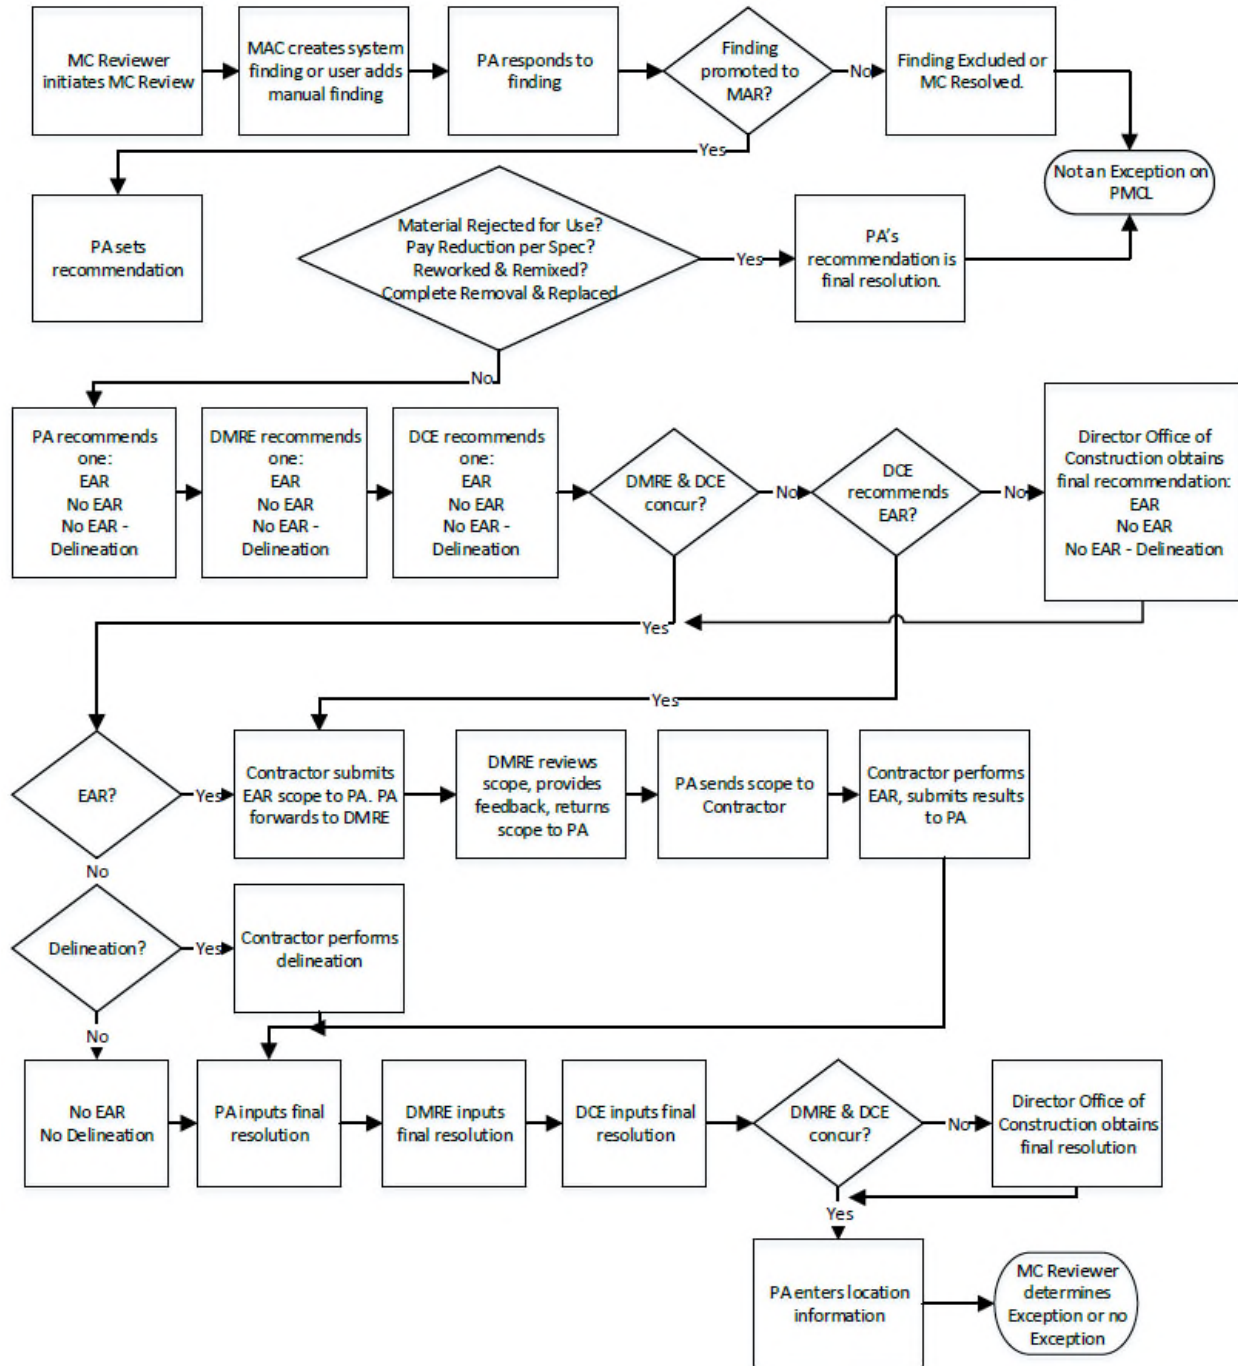 MC Reviewer
initiates MC Review
MAC creates system
finding or user adds
manual finding
PA responds to
finding
Finding
promoted to
MAR?
No
Finding Excluded or
MC Resolved.
Yes
Not an Exception on
PMCL
PA sets
recommendation
Material Rejected for Use?
Pay Reduction per Spec?
Reworked & Remixed?
Complete Removal & Replaced
Yes
PA's
recommendation is
final resolution.
No
PA recommends
one:
EAR
No EAR
No EAR -
Delineation
DMRE recommends
one:
EAR
No EAR
No EAR -
Delineation
DCE recommends
one:
EAR
No EAR
No EAR -
Delineation
DMRE & DCE
concur?
No
DCE
recommends
EAR?
No
Director Office of
Construction obtains
final recommendation:
EAR
No EAR
No EAR - Delineation
Yes
Yes
EAR?
Yes
Contractor submits
EAR scope to PA. PA
forwards to DMRE
DMRE reviews
scope, provides
feedback, returns
scope to PA
PA sends scope to
Contractor
Contractor performs
EAR, submits results
to PA
No
Delineation?
Yes
Contractor performs
delineation
No
No EAR
No Delineation
PA inputs final
resolution
DMRE inputs
final resolution
DCE inputs final
resolution
DMRE & DCE
concur?
No
Director Office of
Construction obtains
final resolution
Yes
PA enters location
information
MC Reviewer
determines
Exception or no
Exception